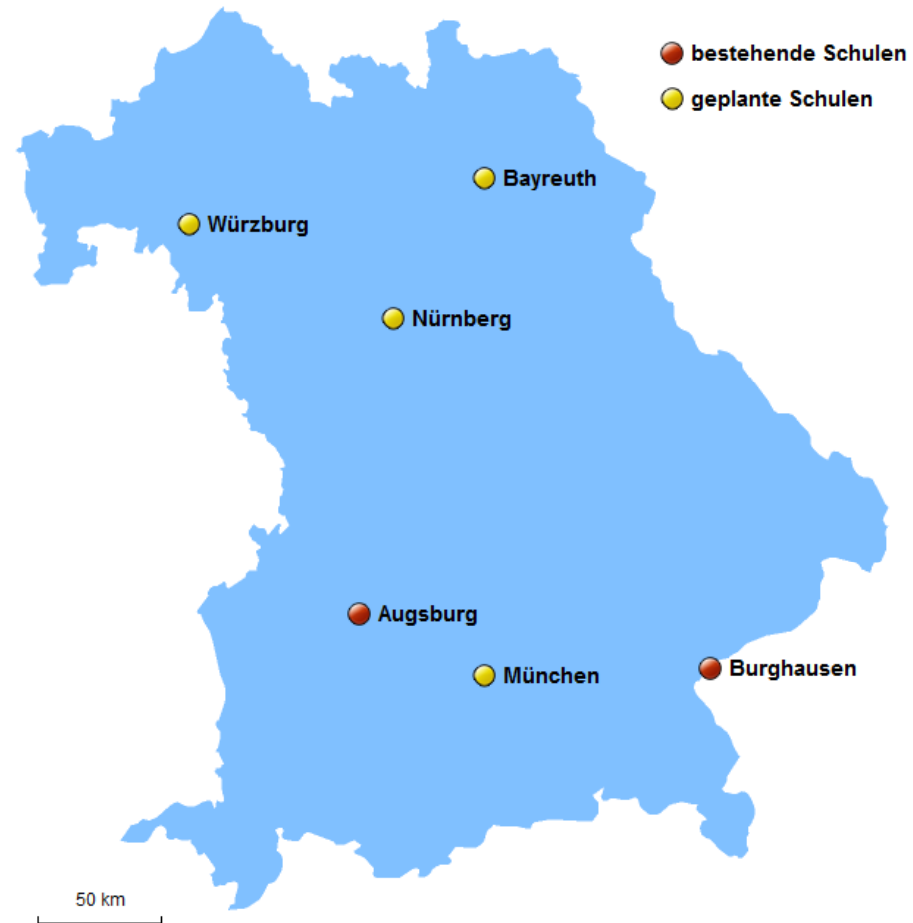 bestehende Schulen
geplante Schulen
Bayreuth
Würzburg
Nürnberg
Augsburg
München
Burghausen
50 km